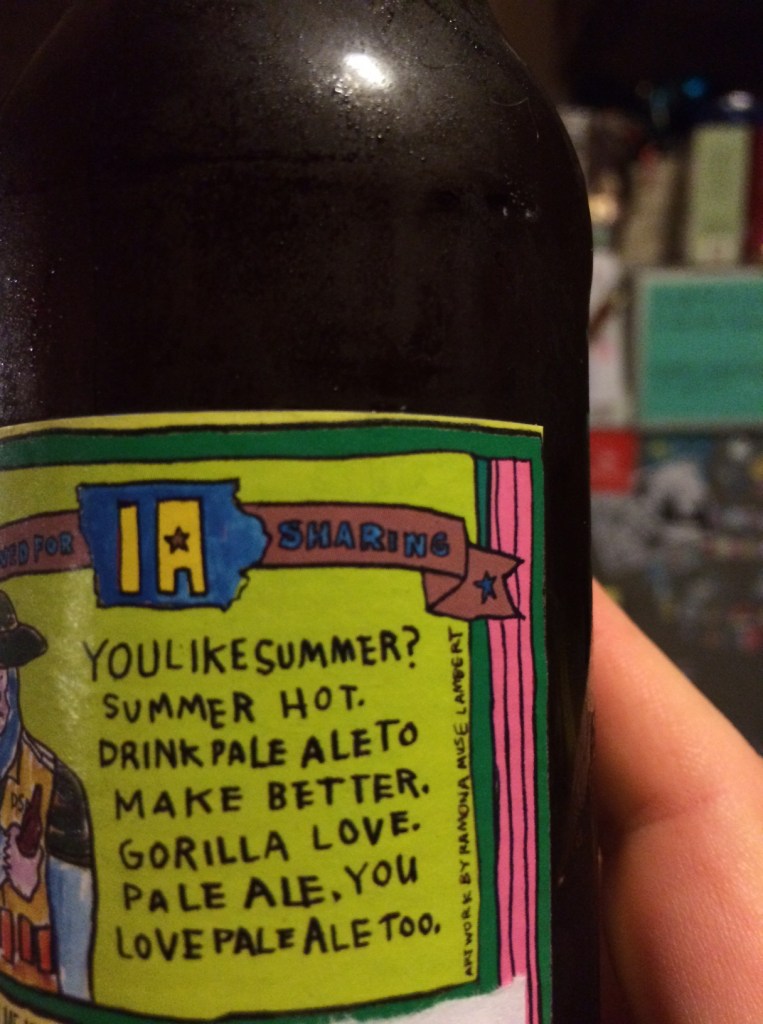 IA
FOR SHARING
YOU LIKE SUMMER?
SUMMER HOT.
DRINK PALE ALE TO
MAKE BETTER.
GORILLA LOVE.
PALE ALE, YOU
LOVE PALE ALE TOO.
ARTWORK BY RAMONA MUSE LAMBERT